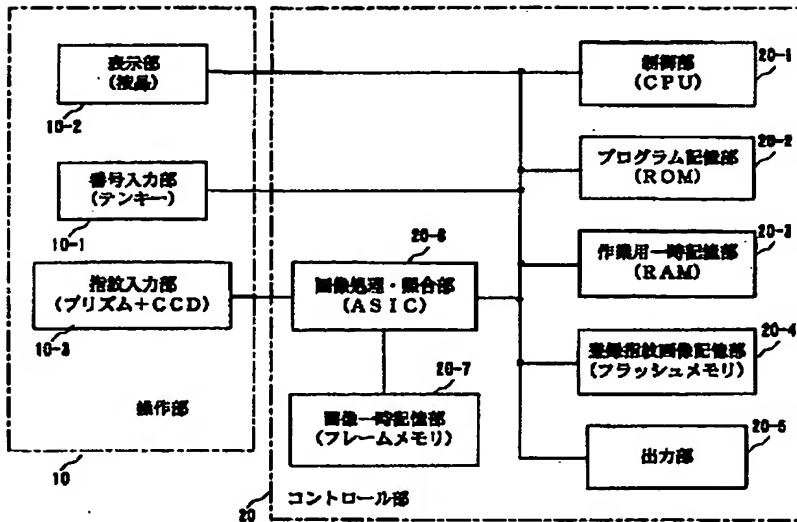 表示部
(液晶)
10-2
番号入力部
(テンキー)
10-1
指紋入力部
(プリズム+CCD)
10-3
操作部
10
制御部
(CPU)
20-1
プログラム記憶部
(ROM)
20-2
作業用一時記憶部
(RAM)
20-3
登録指紋画像記憶部
(フラッシュメモリ)
20-4
出力部
20-5
画像処理・照合部
(ASIC)
20-6
画像一時記憶部
(フレームメモリ)
20-7
コントロール部
20